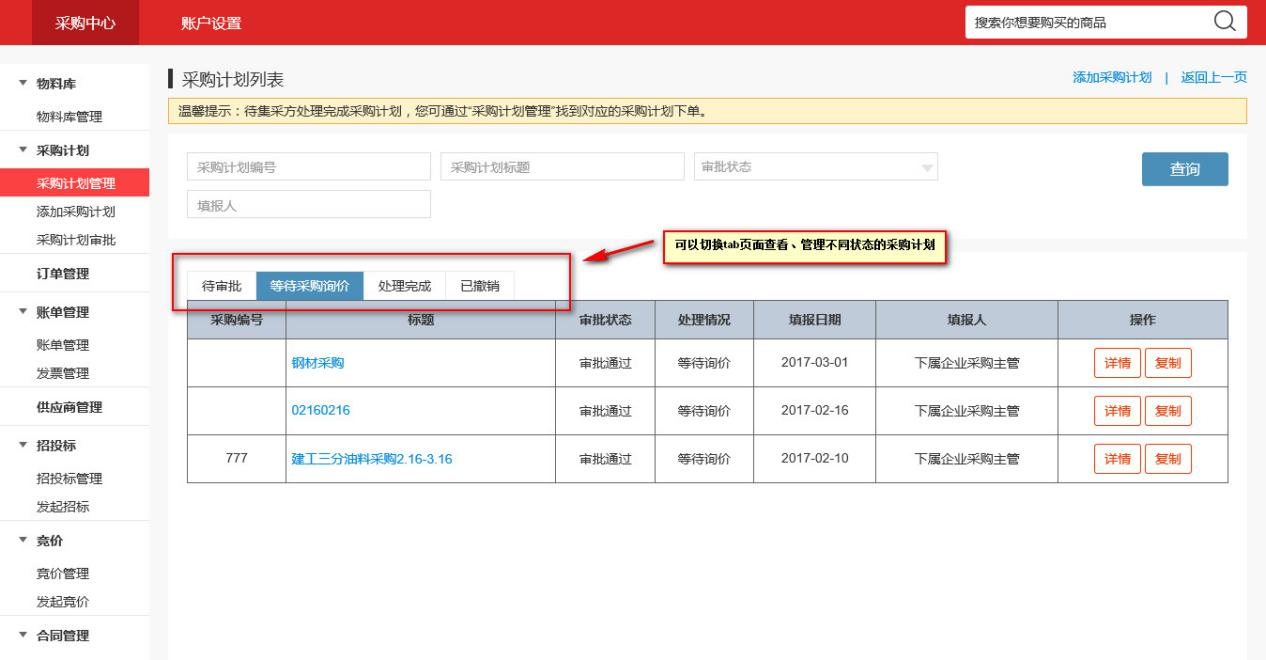 采购中心 账户设置 搜索你想要购买的商品
物料库
物料库管理
采购计划
采购计划管理
添加采购计划
采购计划审批
订单管理
账单管理
账单管理
发票管理
供应商管理
招投标
招投标管理
发起招标
竞价
竞价管理
发起竞价
合同管理
采购计划列表 添加采购计划 | 返回上一页
温馨提示：待集采方处理完成采购计划，您可通过“采购计划管理”找到对应的采购计划下单。
采购计划编号 采购计划标题 审批状态 查询
填报人
可以切换tab页面查看、管理不同状态的采购计划
待审批 等待采购询价 处理完成 已撤销
采购编号 标题 审批状态 处理情况 填报日期 填报人 操作
钢材采购 审批通过 等待询价 2017-03-01 下属企业采购主管 详情 复制
02160216 审批通过 等待询价 2017-02-16 下属企业采购主管 详情 复制
777 建工三分油料采购2.16-3.16 审批通过 等待询价 2017-02-10 下属企业采购主管 详情 复制